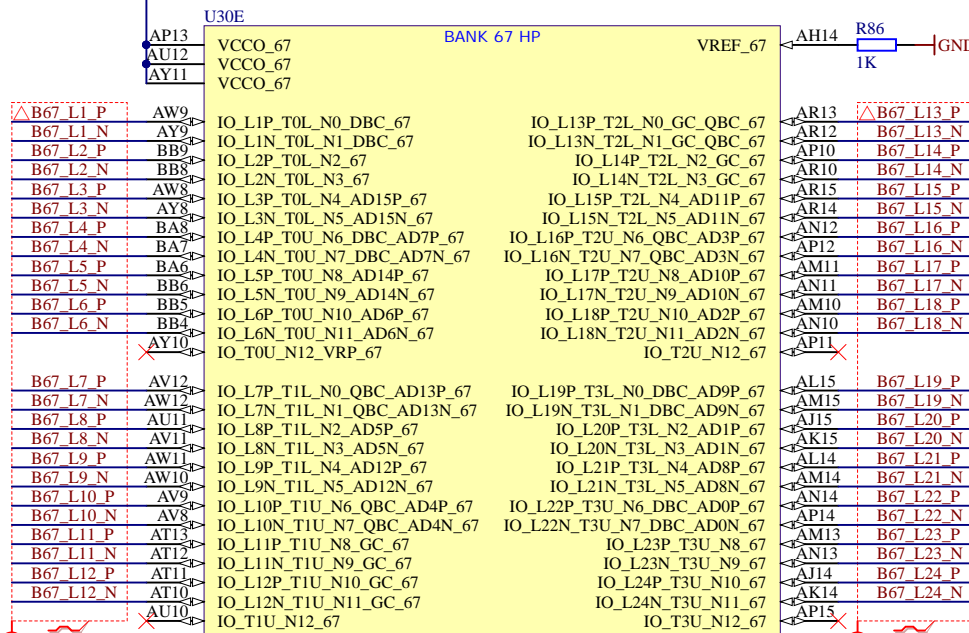 U30E
BANK 67 HP
AP13 VCCO_67 VREF_67 AH14 R86 GND
1K
AU12 VCCO_67
AY11 VCCO_67
B67_L1_P AW9 IO_L1P_T0L_N0_DBC_67 IO_L13P_T2L_N0_GC_QBC_67 AR13 B67_L13_P
B67_L1_N AY9 IO_L1N_T0L_N1_DBC_67 IO_L13N_T2L_N1_GC_QBC_67 AR12 B67_L13_N
B67_L2_P BB9 IO_L2P_T0L_N2_67 IO_L14P_T2L_N2_GC_67 AP10 B67_L14_P
B67_L2_N BB8 IO_L2N_T0L_N3_67 IO_L14N_T2L_N3_GC_67 AR10 B67_L14_N
B67_L3_P AW8 IO_L3P_T0L_N4_AD15P_67 IO_L15P_T2L_N4_AD11P_67 AR15 B67_L15_P
B67_L3_N AY8 IO_L3N_T0L_N5_AD15N_67 IO_L15N_T2L_N5_AD11N_67 AR14 B67_L15_N
B67_L4_P BA8 IO_L4P_T0U_N6_DBC_AD7P_67 IO_L16P_T2U_N6_QBC_AD3P_67 AN12 B67_L16_P
B67_L4_N BA7 IO_L4N_T0U_N7_DBC_AD7N_67 IO_L16N_T2U_N7_QBC_AD3N_67 AP12 B67_L16_N
B67_L5_P BA6 IO_L5P_T0U_N8_AD14P_67 IO_L17P_T2U_N8_AD10P_67 AM11 B67_L17_P
B67_L5_N BB6 IO_L5N_T0U_N9_AD14N_67 IO_L17N_T2U_N9_AD10N_67 AN11 B67_L17_N
B67_L6_P BB5 IO_L6P_T0U_N10_AD6P_67 IO_L18P_T2U_N10_AD2P_67 AM10 B67_L18_P
B67_L6_N BB4 IO_L6N_T0U_N11_AD6N_67 IO_L18N_T2U_N11_AD2N_67 AN10 B67_L18_N
AY10 IO_T0U_N12_VRP_67 IO_T2U_N12_67 AP11
B67_L7_P AV12 IO_L7P_T1L_N0_QBC_AD13P_67 IO_L19P_T3L_N0_DBC_AD9P_67 AL15 B67_L19_P
B67_L7_N AW12 IO_L7N_T1L_N1_QBC_AD13N_67 IO_L19N_T3L_N1_DBC_AD9N_67 AM15 B67_L19_N
B67_L8_P AU11 IO_L8P_T1L_N2_AD5P_67 IO_L20P_T3L_N2_AD1P_67 AJ15 B67_L20_P
B67_L8_N AV11 IO_L8N_T1L_N3_AD5N_67 IO_L20N_T3L_N3_AD1N_67 AK15 B67_L20_N
B67_L9_P AW11 IO_L9P_T1L_N4_AD12P_67 IO_L21P_T3L_N4_AD8P_67 AL14 B67_L21_P
B67_L9_N AW10 IO_L9N_T1L_N5_AD12N_67 IO_L21N_T3L_N5_AD8N_67 AM14 B67_L21_N
B67_L10_P AV9 IO_L10P_T1U_N6_QBC_AD4P_67 IO_L22P_T3U_N6_DBC_AD0P_67 AN14 B67_L22_P
B67_L10_N AV8 IO_L10N_T1U_N7_QBC_AD4N_67 IO_L22N_T3U_N7_DBC_AD0N_67 AP14 B67_L22_N
B67_L11_P AT13 IO_L11P_T1U_N8_GC_67 IO_L23P_T3U_N8_67 AM13 B67_L23_P
B67_L11_N AT12 IO_L11N_T1U_N9_GC_67 IO_L23N_T3U_N9_67 AN13 B67_L23_N
B67_L12_P AT11 IO_L12P_T1U_N10_GC_67 IO_L24P_T3U_N10_67 AJ14 B67_L24_P
B67_L12_N AT10 IO_L12N_T1U_N11_GC_67 IO_L24N_T3U_N11_67 AK14 B67_L24_N
AU10 IO_T1U_N12_67 IO_T3U_N12_67 AP15